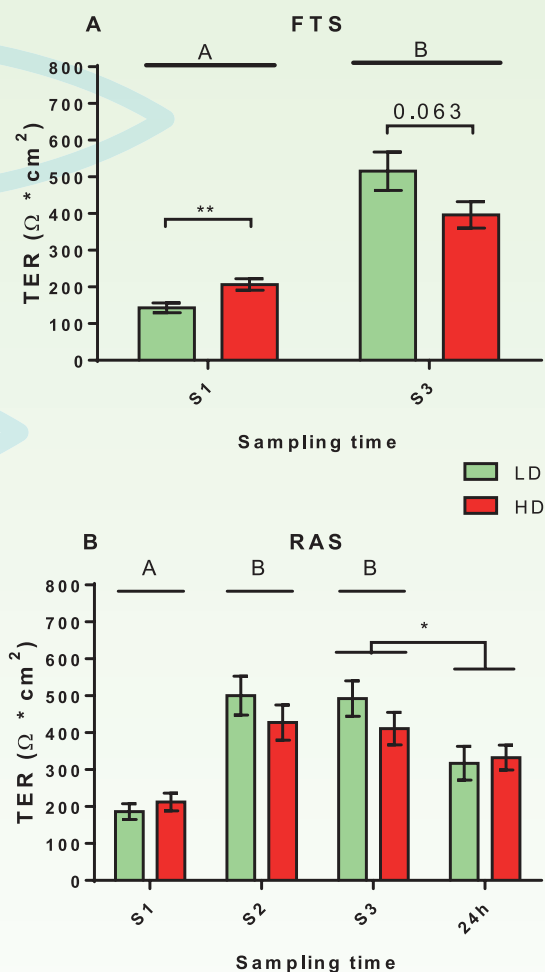 A FTS
A B
800
700
600
500
400
300
200
100
0
TER (Ω * cm²)
**
0.063
S1 S3
Sampling time
LD
HD
B RAS
A B B
800
700
600
500
400
300
200
100
0
TER (Ω * cm²)
*
S1 S2 S3 24h
Sampling time